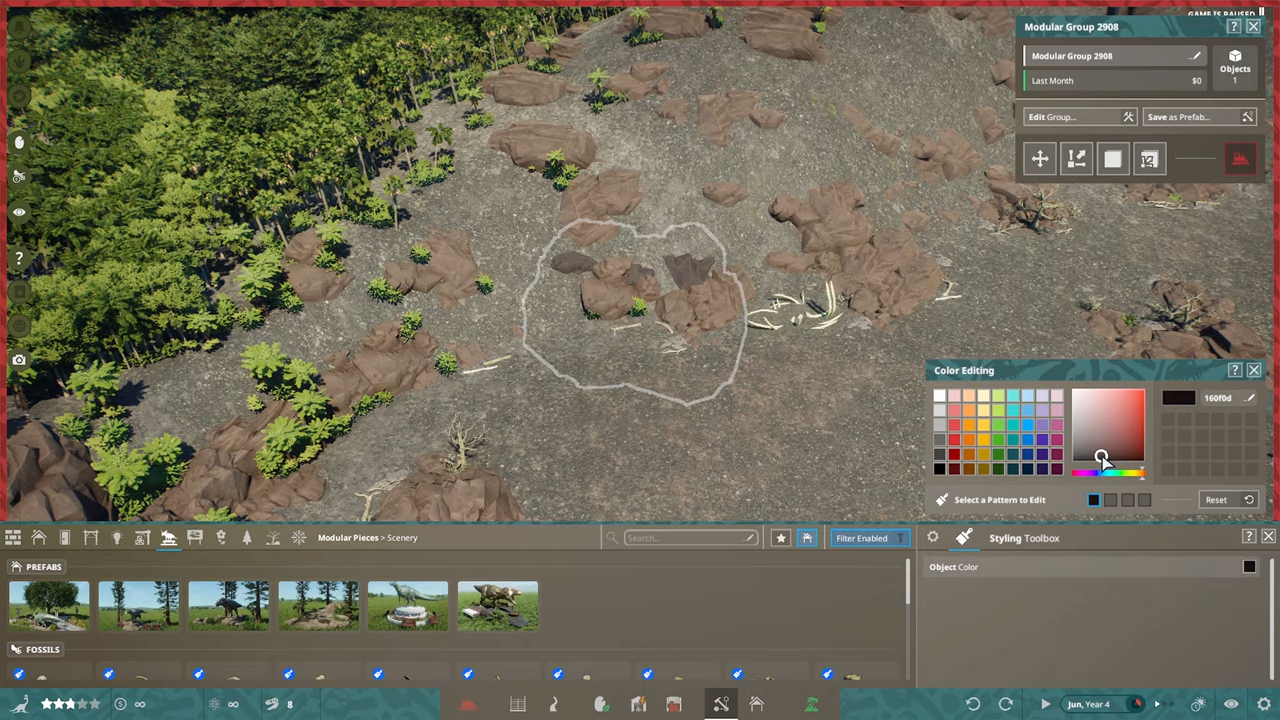 GAME IS PAUSED
Modular Group 2908
?
Modular Group 2908
Objects
1
Last Month
$0
Edit Group...
Save as Prefab...
12
?
Color Editing
?
160f0d
Select a Pattern to Edit
Reset
Modular Pieces > Scenery
Search...
Filter Enabled
Styling Toolbox
?
PREFABS
Object Color
FOSSILS
$ ∞
∞
8
Jun, Year 4